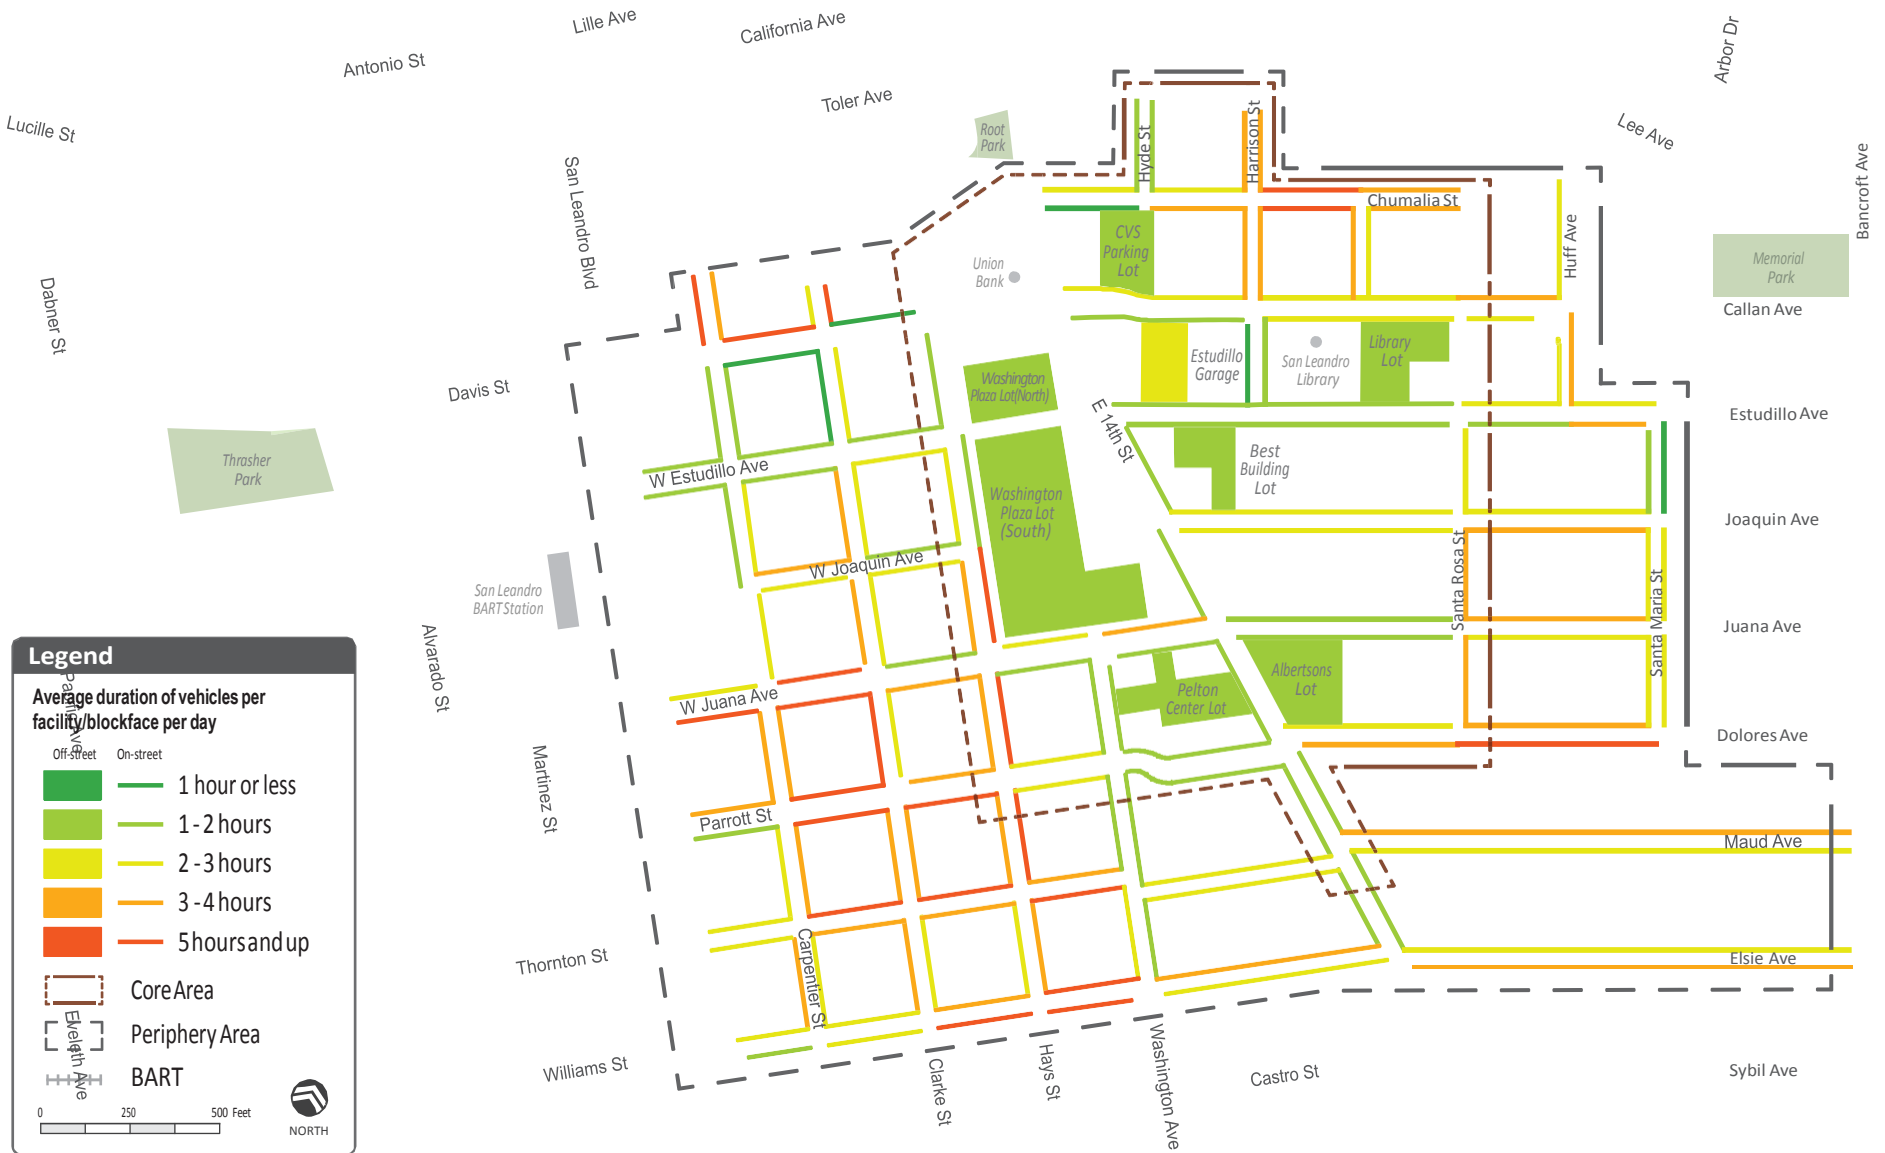 Lille Ave
California Ave
Antonio St
Toler Ave
Lucille St
Arbor Dr
Lee Ave
Bancroft Ave
Root
Park
Hyde St
Harrison St
San Leandro Blvd
Chumalia St
Huff Ave
CVS
Parking
Lot
Union
Bank
Memorial
Park
Callan Ave
Dabner St
Davis St
Estudillo
Garage
San Leandro
Library
Library
Lot
Washington
Plaza Lot(North)
E 14th St
Estudillo Ave
Thrasher
Park
W Estudillo Ave
Best
Building
Lot
Washington
Plaza Lot
(South)
Joaquin Ave
W Joaquin Ave
San Leandro
BART Station
Santa Rosa St
Santa Maria St
Juana Ave
Alvarado St
W Juana Ave
Pelton
Center Lot
Albertsons
Lot
Dolores Ave
Martinez St
Parrott St
Maud Ave
Thornton St
Carpentier St
Elsie Ave
Williams St
Clarke St
Hays St
Washington Ave
Castro St
Sybil Ave
Legend
Average duration of vehicles per
facility/blockface per day
Off-street On-street
1 hour or less
1 - 2 hours
2 - 3 hours
3 - 4 hours
5 hours and up
Core Area
Periphery Area
Eveleth Ave
BART
0 250 500 Feet
NORTH